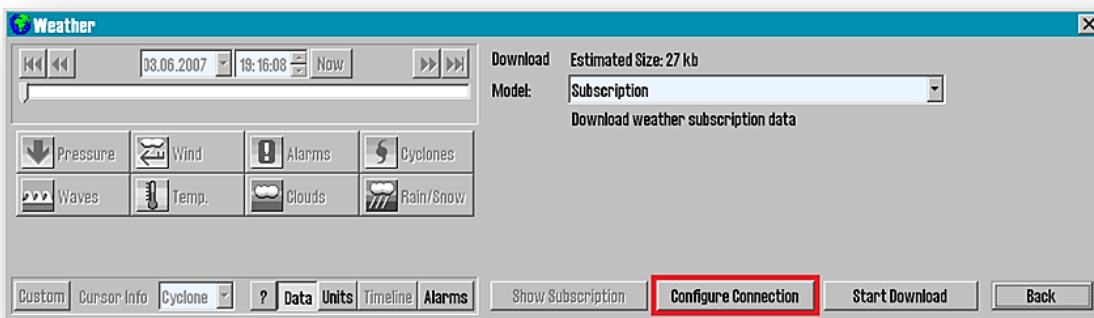 Weather
03.06.2007 19:16:08 Now
Download Estimated Size: 27 kb
Model: Subscription
Download weather subscription data
Pressure Wind Alarms Cyclones
Waves Temp. Clouds Rain/Snow
Custom Cursor Info Cyclone ? Data Units Timeline Alarms Show Subscription Configure Connection Start Download Back